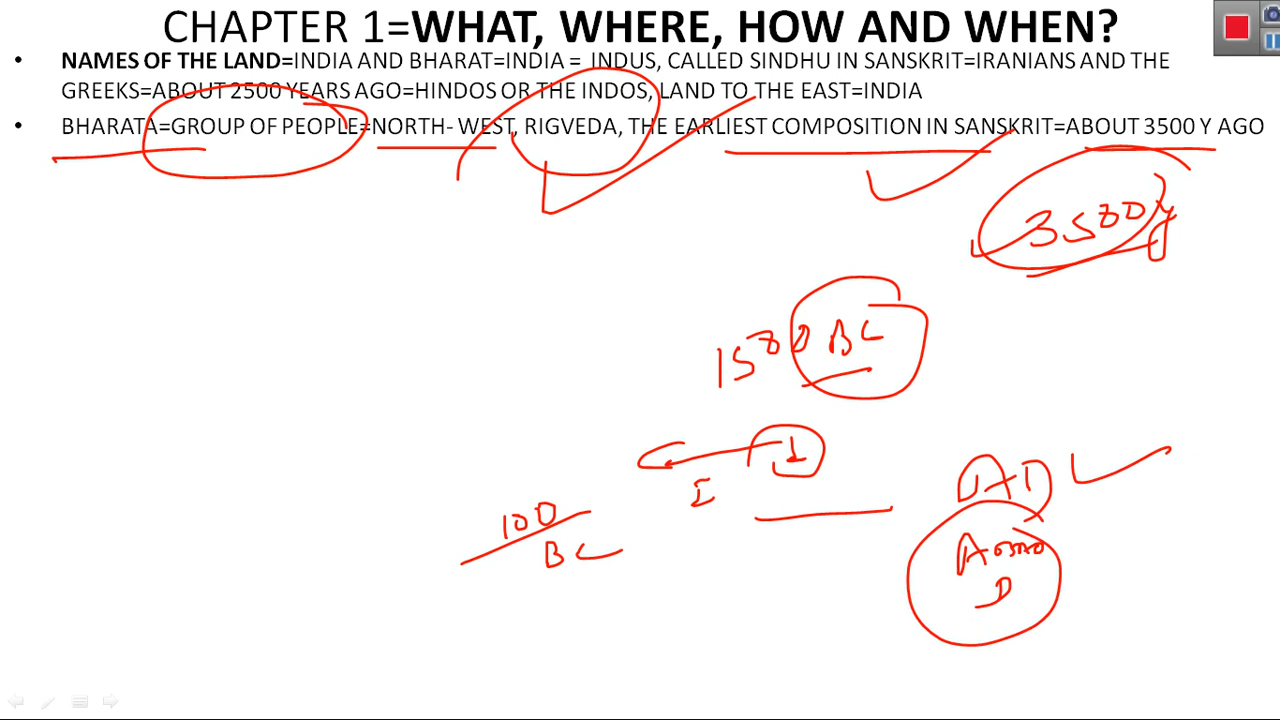 CHAPTER 1=WHAT, WHERE, HOW AND WHEN?
• NAMES OF THE LAND=INDIA AND BHARAT=INDIA = INDUS, CALLED SINDHU IN SANSKRIT=IRANIANS AND THE
GREEKS=ABOUT 2500 YEARS AGO=HINDOS OR THE INDOS, LAND TO THE EAST=INDIA
• BHARATA=GROUP OF PEOPLE=NORTH- WEST, RIGVEDA, THE EARLIEST COMPOSITION IN SANSKRIT=ABOUT 3500 Y AGO
3500 y
1500 BC
1
I
AD
100
BC
D